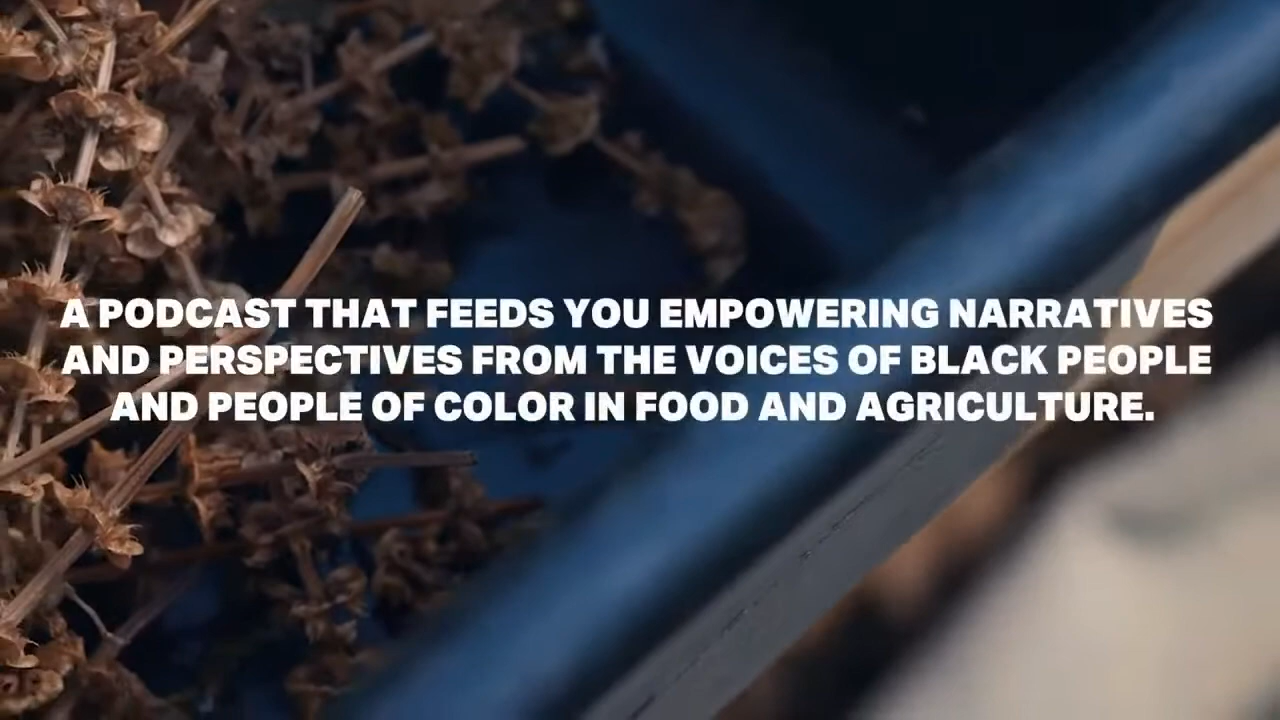 A PODCAST THAT FEEDS YOU EMPOWERING NARRATIVES
AND PERSPECTIVES FROM THE VOICES OF BLACK PEOPLE
AND PEOPLE OF COLOR IN FOOD AND AGRICULTURE.